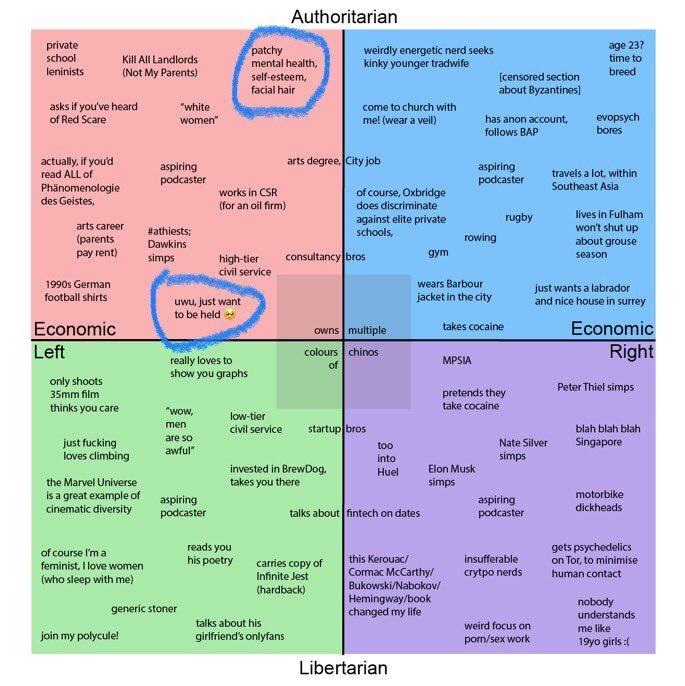 Authoritarian
private
school
leninists
Kill All Landlords
(Not My Parents)
patchy
mental health,
self-esteem,
facial hair
asks if you've heard
of Red Scare
"white
women"
actually, if you'd
read ALL of
Phänomenologie
des Geistes,
aspiring
podcaster
works in CSR
(for an oil firm)
arts career
(parents
pay rent)
#athiests;
Dawkins
simps
high-tier
civil service
1990s German
football shirts
uwu, just want
to be held 🥺
Economic
Left
weirdly energetic nerd seeks
kinky younger tradwife
age 23?
time to
breed
[censored section
about Byzantines]
come to church with
me! (wear a veil)
has anon account,
follows BAP
evopsych
bores
arts degree, City job
aspiring
podcaster
travels a lot, within
Southeast Asia
of course, Oxbridge
does discriminate
against elite private
schools,
rugby
rowing
lives in Fulham
won't shut up
about grouse
season
gym
consultancy bros
wears Barbour
jacket in the city
just wants a labrador
and nice house in surrey
takes cocaine
Economic
Right
owns multiple
colours chinos
of
really loves to
show you graphs
only shoots
35mm film
thinks you care
"wow,
men
are so
awful"
low-tier
civil service
just fucking
loves climbing
invested in BrewDog,
takes you there
the Marvel Universe
is a great example of
cinematic diversity
aspiring
podcaster
startup bros
talks about fintech on dates
of course I'm a
feminist, I love women
(who sleep with me)
reads you
his poetry
carries copy of
Infinite Jest
(hardback)
generic stoner
join my polycule!
talks about his
girlfriend's onlyfans
MPSIA
pretends they
take cocaine
Peter Thiel simps
too
into
Huel
Nate Silver
simps
blah blah blah
Singapore
Elon Musk
simps
aspiring
podcaster
motorbike
dickheads
this Kerouac/
Cormac McCarthy/
Bukowski/Nabokov/
Hemingway/book
changed my life
insufferable
crytpo nerds
gets psychedelics
on Tor, to minimise
human contact
weird focus on
porn/sex work
nobody
understands
me like
19yo girls :(
Libertarian